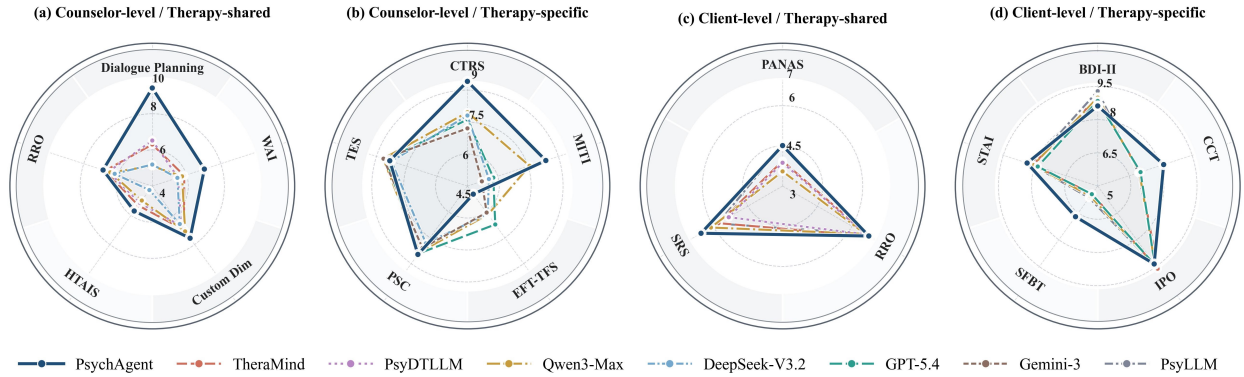 (a) Counselor-level / Therapy-shared
Dialogue Planning
10
8
6
4
WAI
Custom Dim
HTAIS
RRO
(b) Counselor-level / Therapy-specific
CTRS
9
7.5
6
4.5
MITI
EFT-TFS
PSC
TES
(c) Client-level / Therapy-shared
PANAS
7
6
4.5
3
RRO
SRS
(d) Client-level / Therapy-specific
BDI-II
9.5
8
6.5
5
CCT
IPO
SFBT
STAI
PsychAgent
TheraMind
PsyDTLLM
Qwen3-Max
DeepSeek-V3.2
GPT-5.4
Gemini-3
PsyLLM